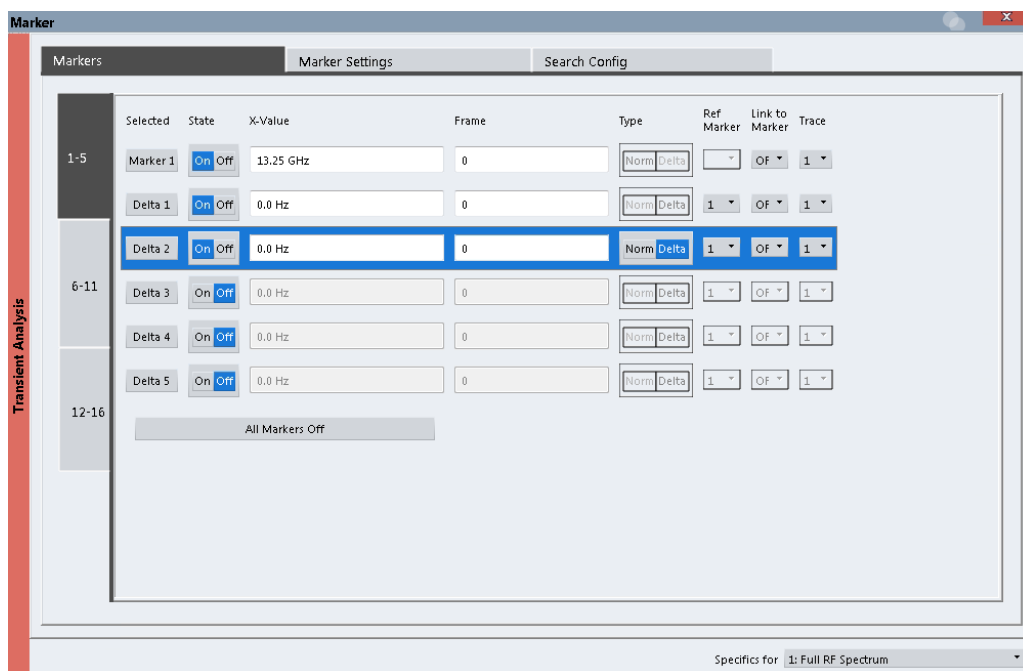 Marker
x
Markers Marker Settings Search Config
Transient Analysis
1-5
6-11
12-16
Selected State X-Value Frame Type Ref Marker Link to Marker Trace
Marker 1 On Off 13.25 GHz 0 Norm Delta OF 1
Delta 1 On Off 0.0 Hz 0 Norm Delta 1 OF 1
Delta 2 On Off 0.0 Hz 0 Norm Delta 1 OF 1
Delta 3 On Off 0.0 Hz 0 Norm Delta 1 OF 1
Delta 4 On Off 0.0 Hz 0 Norm Delta 1 OF 1
Delta 5 On Off 0.0 Hz 0 Norm Delta 1 OF 1
All Markers Off
Specifics for 1: Full RF Spectrum